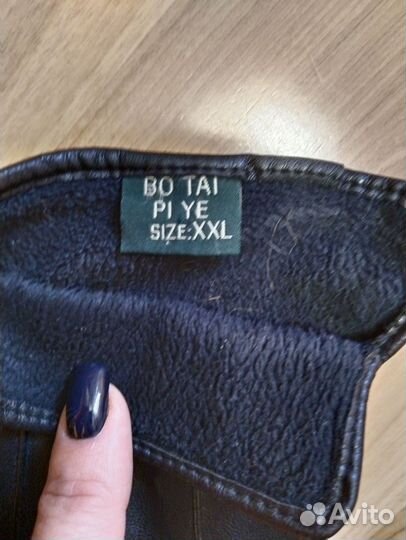 BO TAI
PI YE
SIZE:XXL
Avito